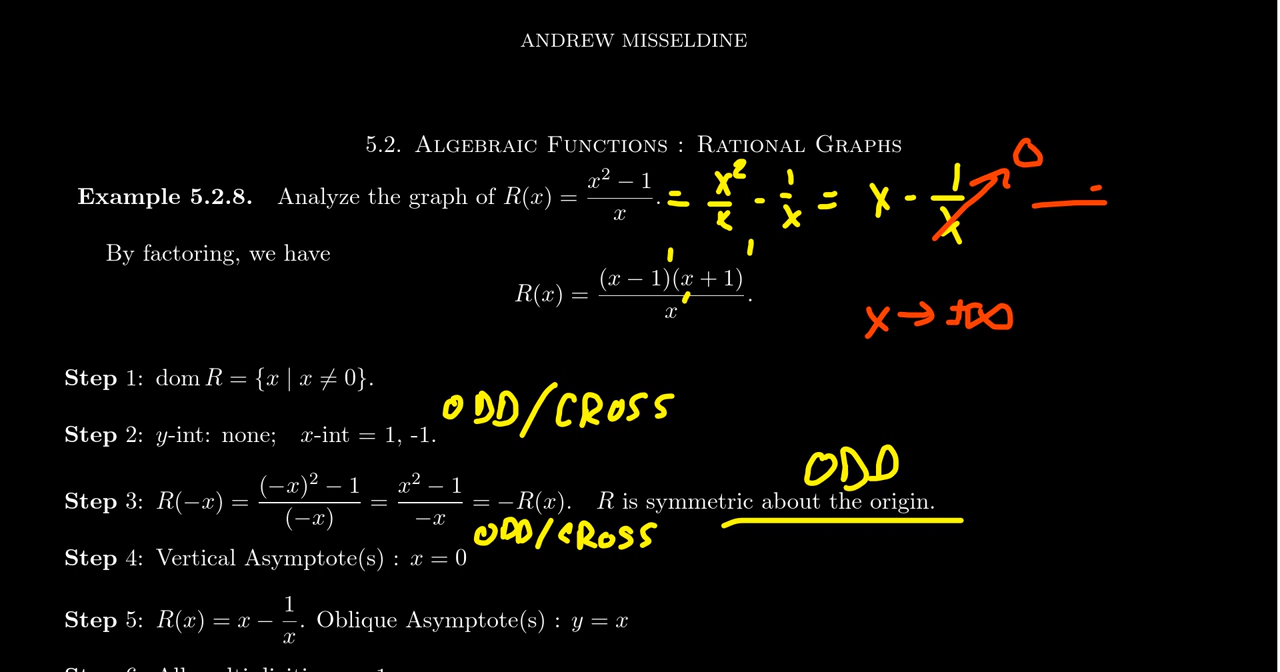 ANDREW MISSELDINE
5.2. ALGEBRAIC FUNCTIONS : RATIONAL GRAPHS
Example 5.2.8. Analyze the graph of R(x) = (x² − 1)/x. = x²/x - 1/x = x - 1/x 0
By factoring, we have
1 1
R(x) = (x − 1)(x + 1)/x.
x → ±∞
Step 1: dom R = {x | x ≠ 0}.
ODD/CROSS
Step 2: y-int: none; x-int = 1, -1.
ODD
Step 3: R(−x) = ((−x)² − 1)/(−x) = (x² − 1)/(−x) = −R(x). R is symmetric about the origin.
ODD/CROSS
Step 4: Vertical Asymptote(s) : x = 0
Step 5: R(x) = x − 1/x. Oblique Asymptote(s) : y = x